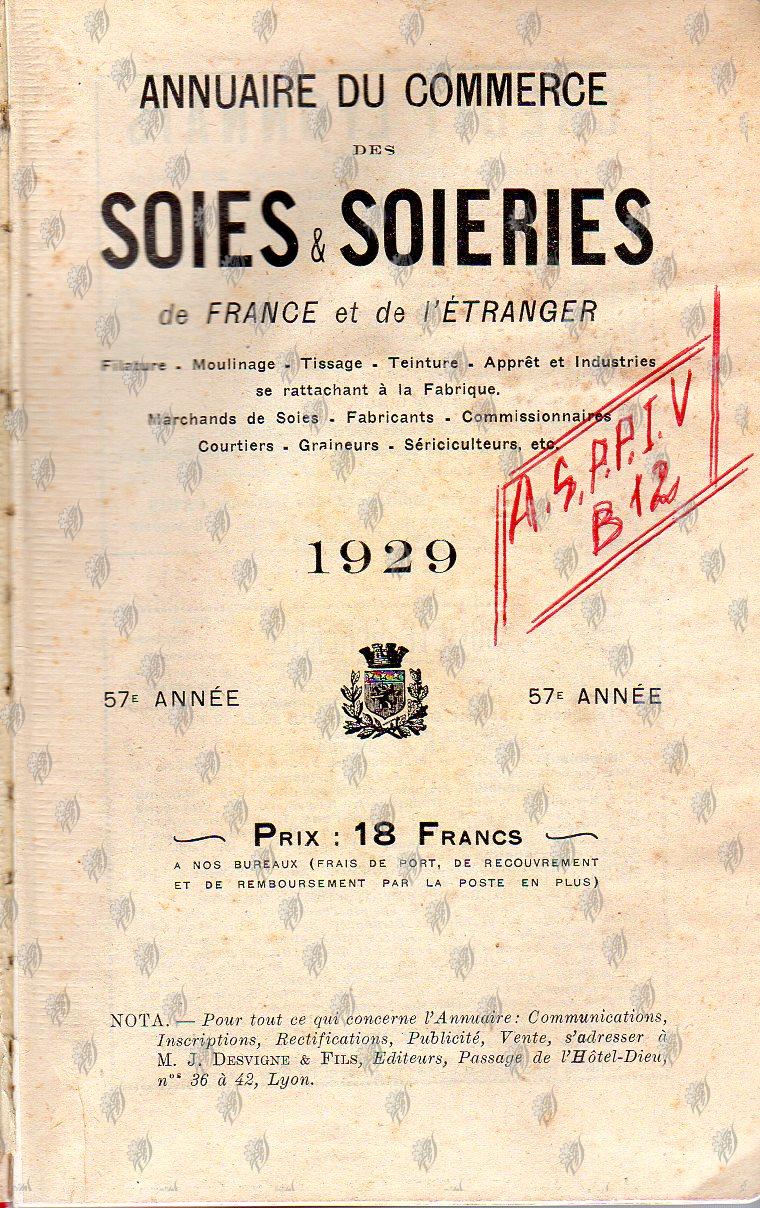 ANNUAIRE DU COMMERCE
DES
SOIES & SOIERIES
de FRANCE et de l'ÉTRANGER
Filature - Moulinage - Tissage - Teinture - Apprêt et Industries
se rattachant à la Fabrique.
Marchands de Soies - Fabricants - Commissionnaires
Courtiers - Graineurs - Sériciculteurs, etc.
A.S.P.P.I.V
B12
1929
57E ANNÉE
57E ANNÉE
PRIX : 18 FRANCS
A NOS BUREAUX (FRAIS DE PORT, DE RECOUVREMENT
ET DE REMBOURSEMENT PAR LA POSTE EN PLUS)
NOTA. — Pour tout ce qui concerne l'Annuaire: Communications,
Inscriptions, Rectifications, Publicité, Vente, s'adresser à
M. J. DESVIGNE & FILS, Editeurs, Passage de l'Hôtel-Dieu,
nos 36 à 42, Lyon.